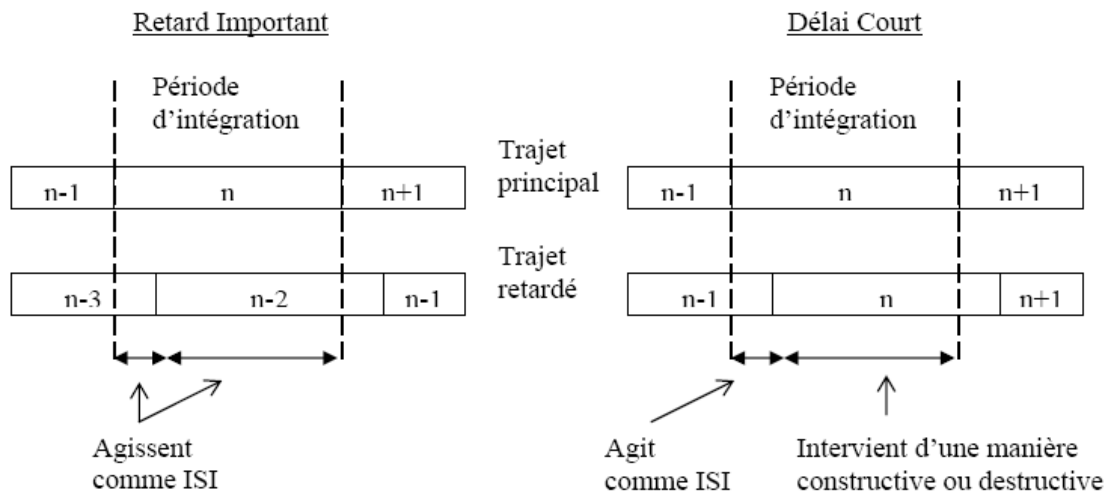 Retard Important
Délai Court
Période
d'intégration
Période
d'intégration
Trajet
principal
n-1
n
n+1
n-1
n
n+1
Trajet
retardé
n-3
n-2
n-1
n-1
n
n+1
Agissent
comme ISI
Agit
comme ISI
Intervient d'une manière
constructive ou destructive